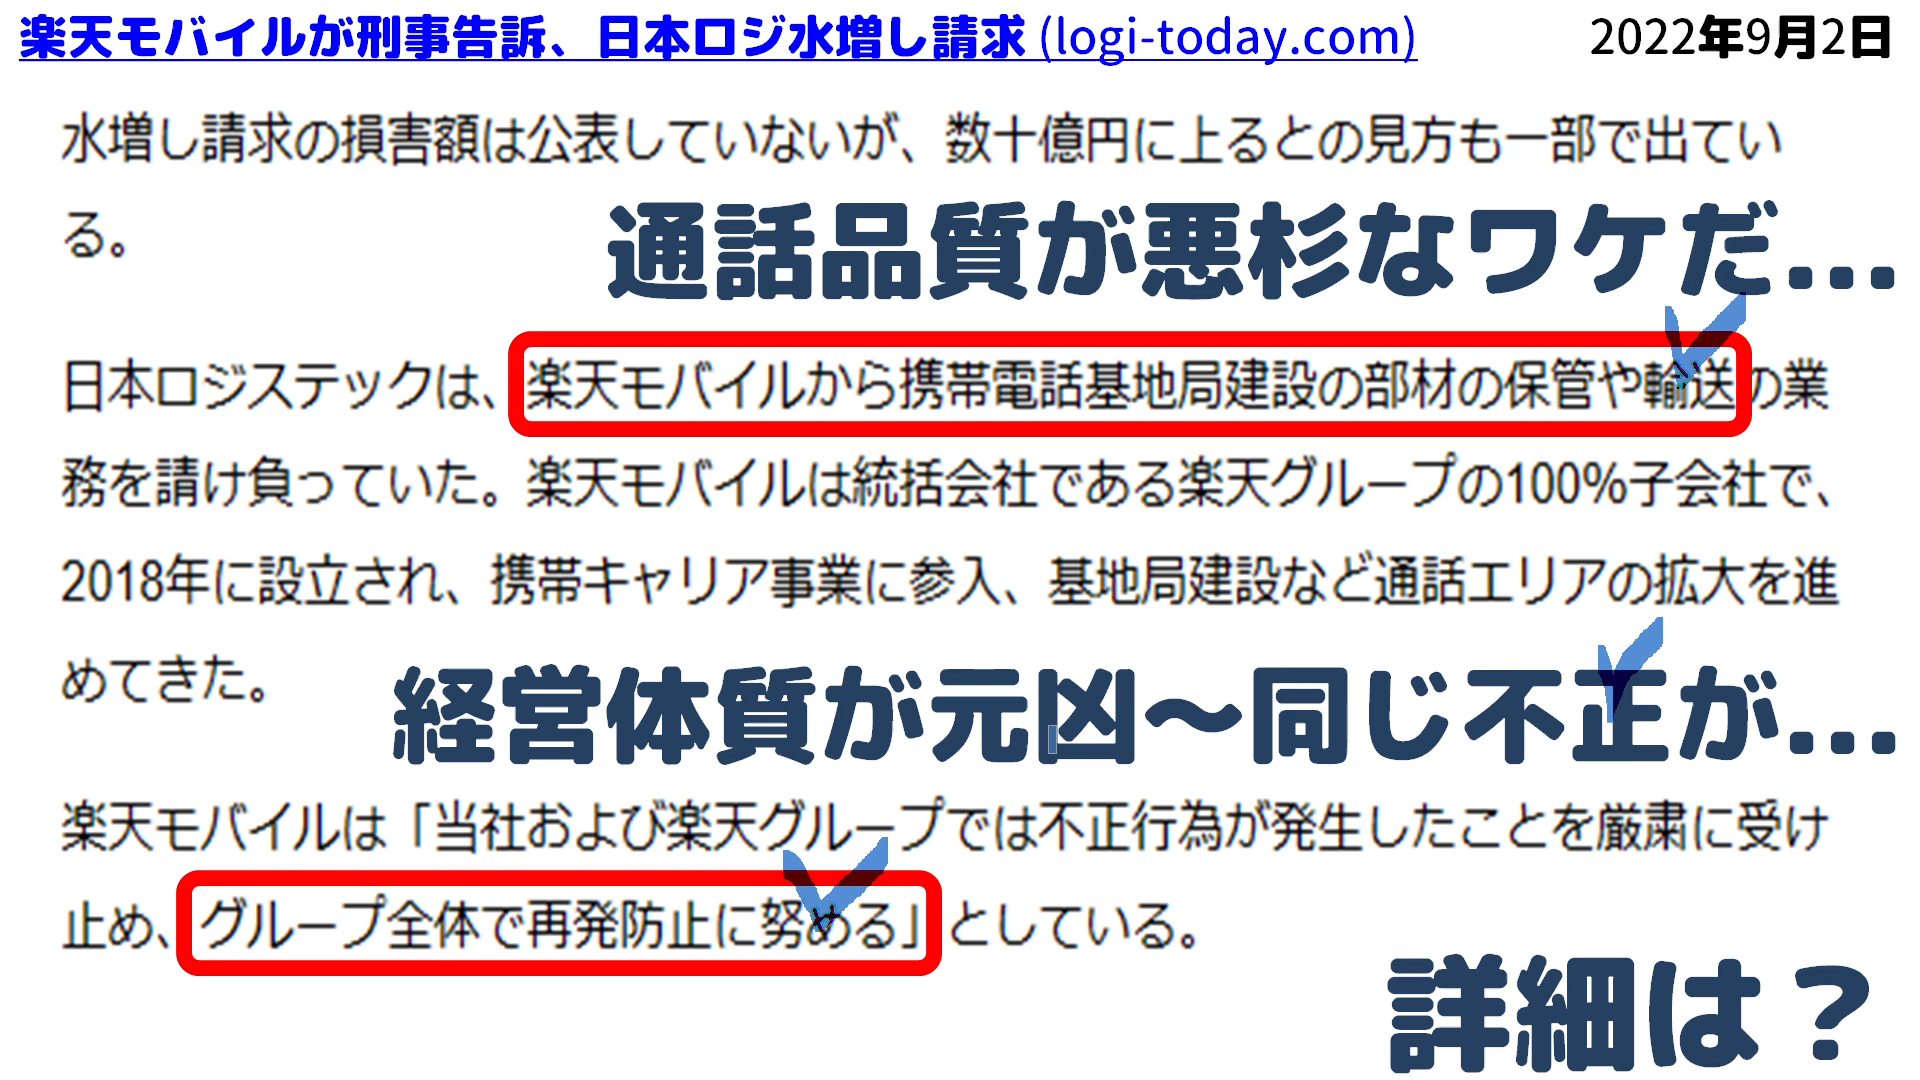 楽天モバイルが刑事告訴、日本ロジ水増し請求 (logi-today.com)
2022年9月2日
水増し請求の損害額は公表していないが、数十億円に上るとの見方も一部で出てい
る。
通話品質が悪杉なワケだ...
日本ロジステックは、楽天モバイルから携帯電話基地局建設の部材の保管や輸送の業
務を請け負っていた。楽天モバイルは統括会社である楽天グループの100%子会社で、
2018年に設立され、携帯キャリア事業に参入、基地局建設など通話エリアの拡大を進
めてきた。
経営体質が元凶～同じ不正が...
楽天モバイルは「当社および楽天グループでは不正行為が発生したことを厳粛に受け
止め、グループ全体で再発防止に努める」としている。
詳細は？